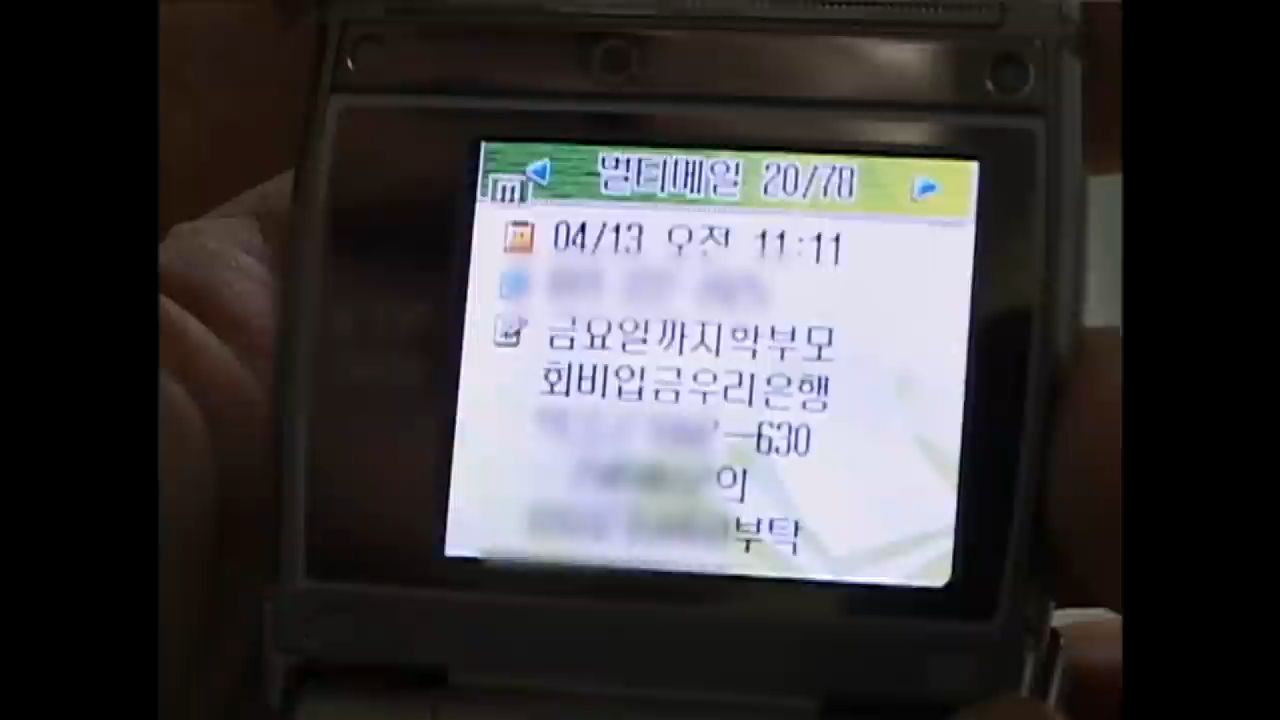 멀티메일 20/78
04/13 오전 11:11
금요일까지학부모
회비입금우리은행
-630
의
부탁